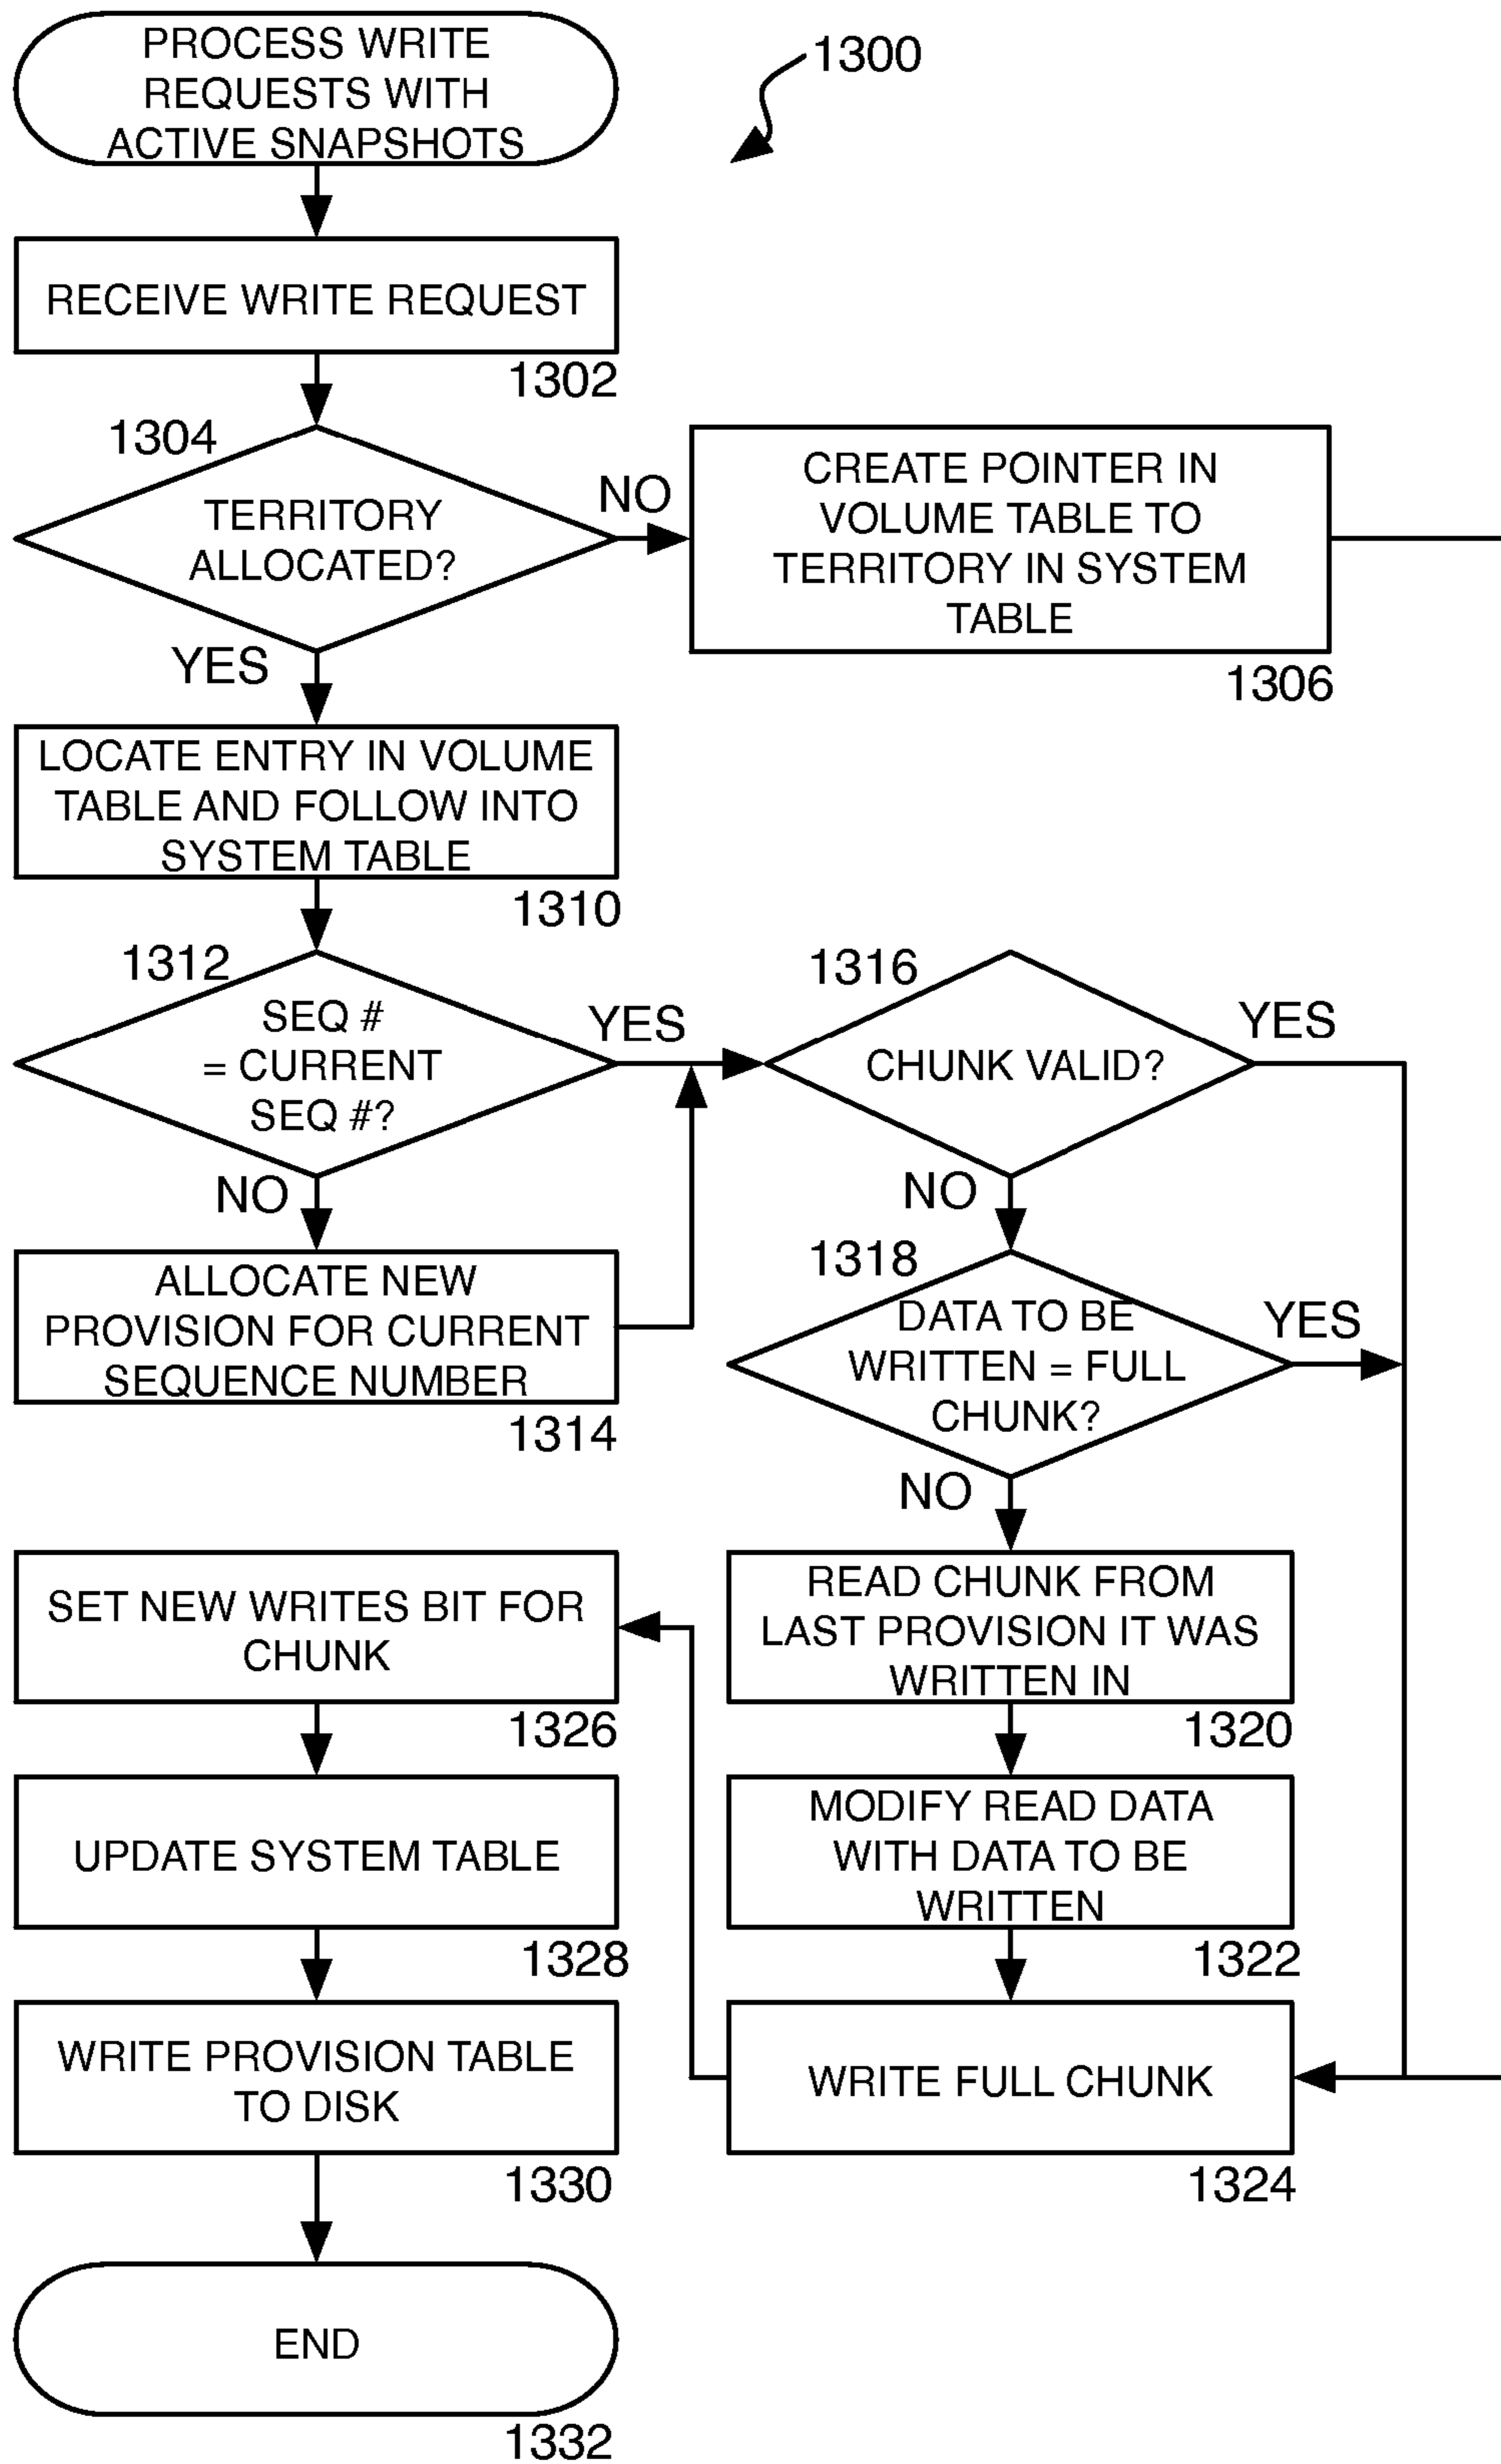 PROCESS WRITE
REQUESTS WITH
ACTIVE SNAPSHOTS
1300
RECEIVE WRITE REQUEST
1302
1304
TERRITORY
ALLOCATED?
NO
YES
CREATE POINTER IN
VOLUME TABLE TO
TERRITORY IN SYSTEM
TABLE
1306
LOCATE ENTRY IN VOLUME
TABLE AND FOLLOW INTO
SYSTEM TABLE
1310
1312
SEQ #
= CURRENT
SEQ #?
YES
NO
ALLOCATE NEW
PROVISION FOR CURRENT
SEQUENCE NUMBER
1314
1316
CHUNK VALID?
YES
NO
1318
DATA TO BE
WRITTEN = FULL
CHUNK?
YES
NO
READ CHUNK FROM
LAST PROVISION IT WAS
WRITTEN IN
1320
MODIFY READ DATA
WITH DATA TO BE
WRITTEN
1322
WRITE FULL CHUNK
1324
SET NEW WRITES BIT FOR
CHUNK
1326
UPDATE SYSTEM TABLE
1328
WRITE PROVISION TABLE
TO DISK
1330
END
1332